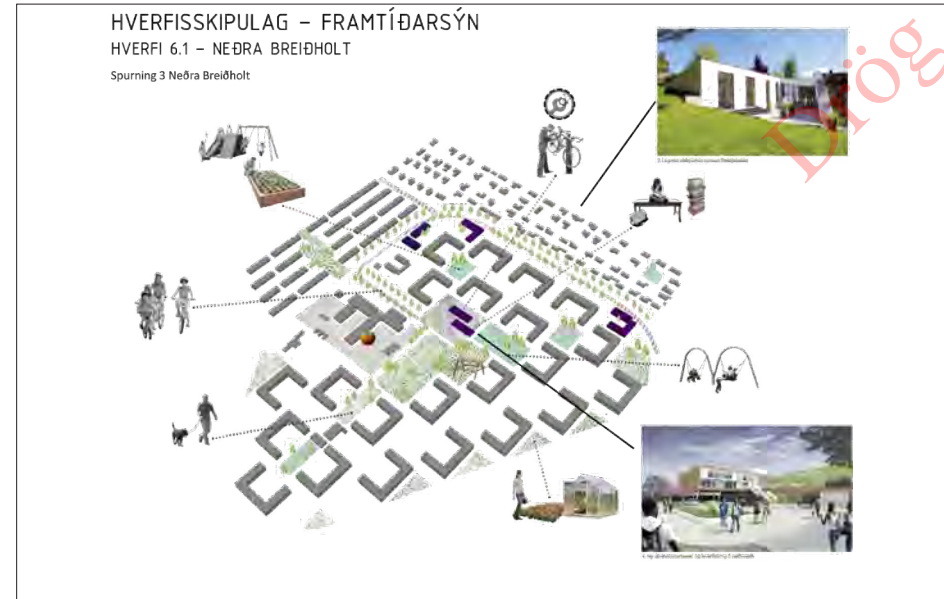 HVERFISSKIPULAG – FRAMTÍÐARSÝN
HVERFI 6.1 – NEÐRA BREIÐHOLT
Spurning 3 Neðra Breiðholt
Drög